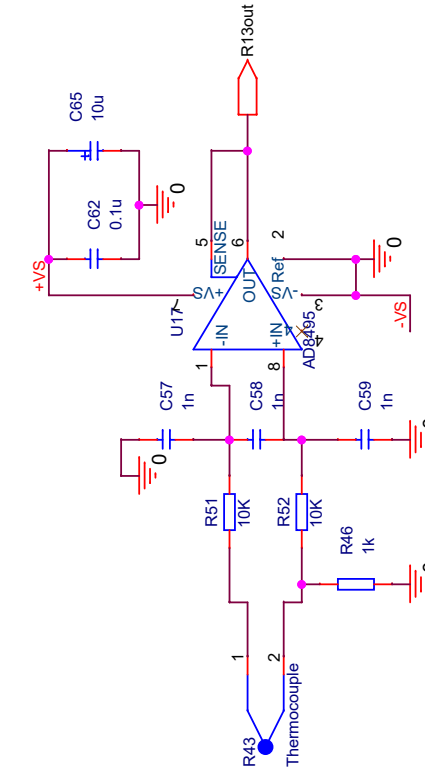 R13out
C65
10u
C62
0.1u
0
+VS
5
SENSE
6
OUT
2
Ref
0
7
+VS
U17
-VS
3
-VS
4
AD8495
-IN
+IN
1
8
C57
1n
C58
1n
C59
1n
0
R51
10K
R52
10K
R46
1k
1
2
R43
Thermocouple